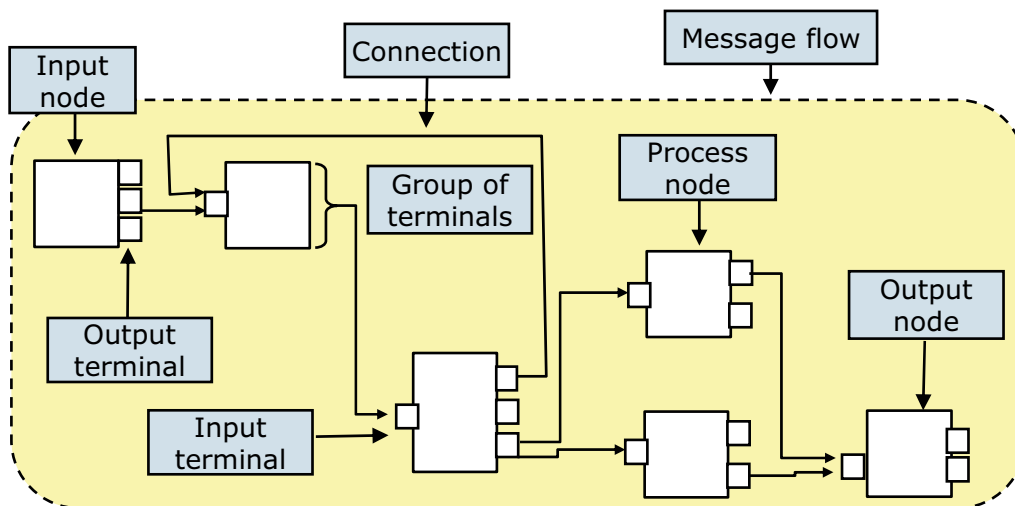 Input
node
Connection
Message flow
Group of
terminals
Process
node
Output
terminal
Output
node
Input
terminal